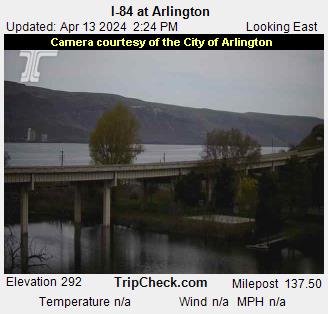 I-84 at Arlington
Updated: Apr 13 2024 2:24 PM Looking East
Camera courtesy of the City of Arlington
Elevation 292 TripCheck.com Milepost 137.50
Temperature n/a Wind n/a MPH n/a